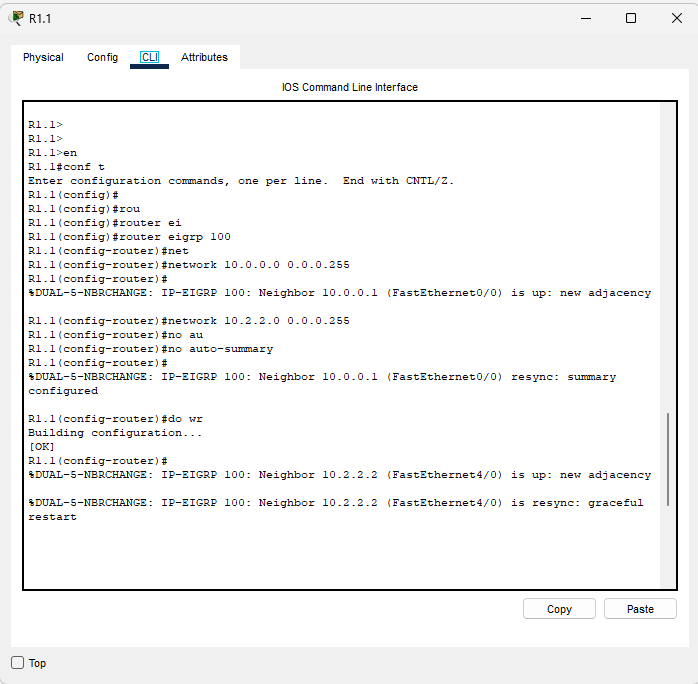 R1.1
Physical Config CLI Attributes
IOS Command Line Interface
R1.1>
R1.1>
R1.1>en
R1.1#conf t
Enter configuration commands, one per line.  End with CNTL/Z.
R1.1(config)#
R1.1(config)#rou
R1.1(config)#router ei
R1.1(config)#router eigrp 100
R1.1(config-router)#net
R1.1(config-router)#network 10.0.0.0 0.0.0.255
R1.1(config-router)#
%DUAL-5-NBRCHANGE: IP-EIGRP 100: Neighbor 10.0.0.1 (FastEthernet0/0) is up: new adjacency
R1.1(config-router)#network 10.2.2.0 0.0.0.255
R1.1(config-router)#no au
R1.1(config-router)#no auto-summary
R1.1(config-router)#
%DUAL-5-NBRCHANGE: IP-EIGRP 100: Neighbor 10.0.0.1 (FastEthernet0/0) resync: summary
configured
R1.1(config-router)#do wr
Building configuration...
[OK]
R1.1(config-router)#
%DUAL-5-NBRCHANGE: IP-EIGRP 100: Neighbor 10.2.2.2 (FastEthernet4/0) is up: new adjacency
%DUAL-5-NBRCHANGE: IP-EIGRP 100: Neighbor 10.2.2.2 (FastEthernet4/0) is resync: graceful
restart
Copy Paste
Top